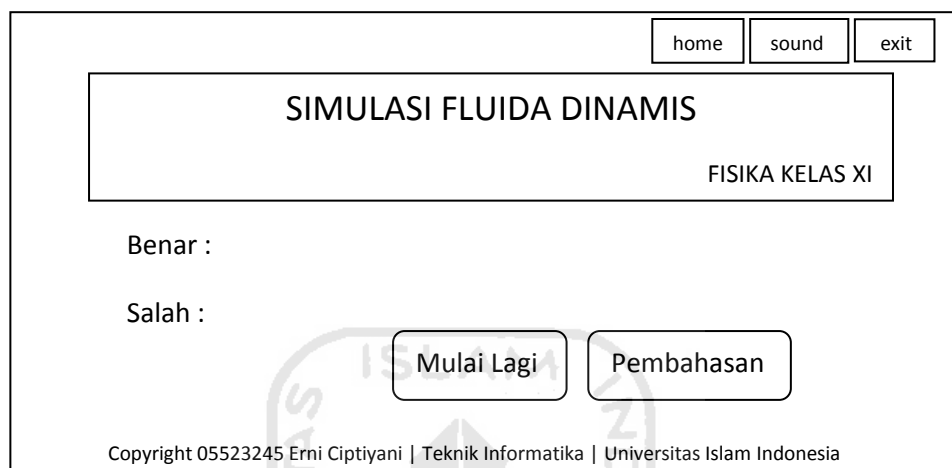 home sound exit
SIMULASI FLUIDA DINAMIS
FISIKA KELAS XI
Benar :
Salah :
ISLAM
Mulai Lagi Pembahasan
Copyright 05523245 Erni Ciptiyani | Teknik Informatika | Universitas Islam Indonesia